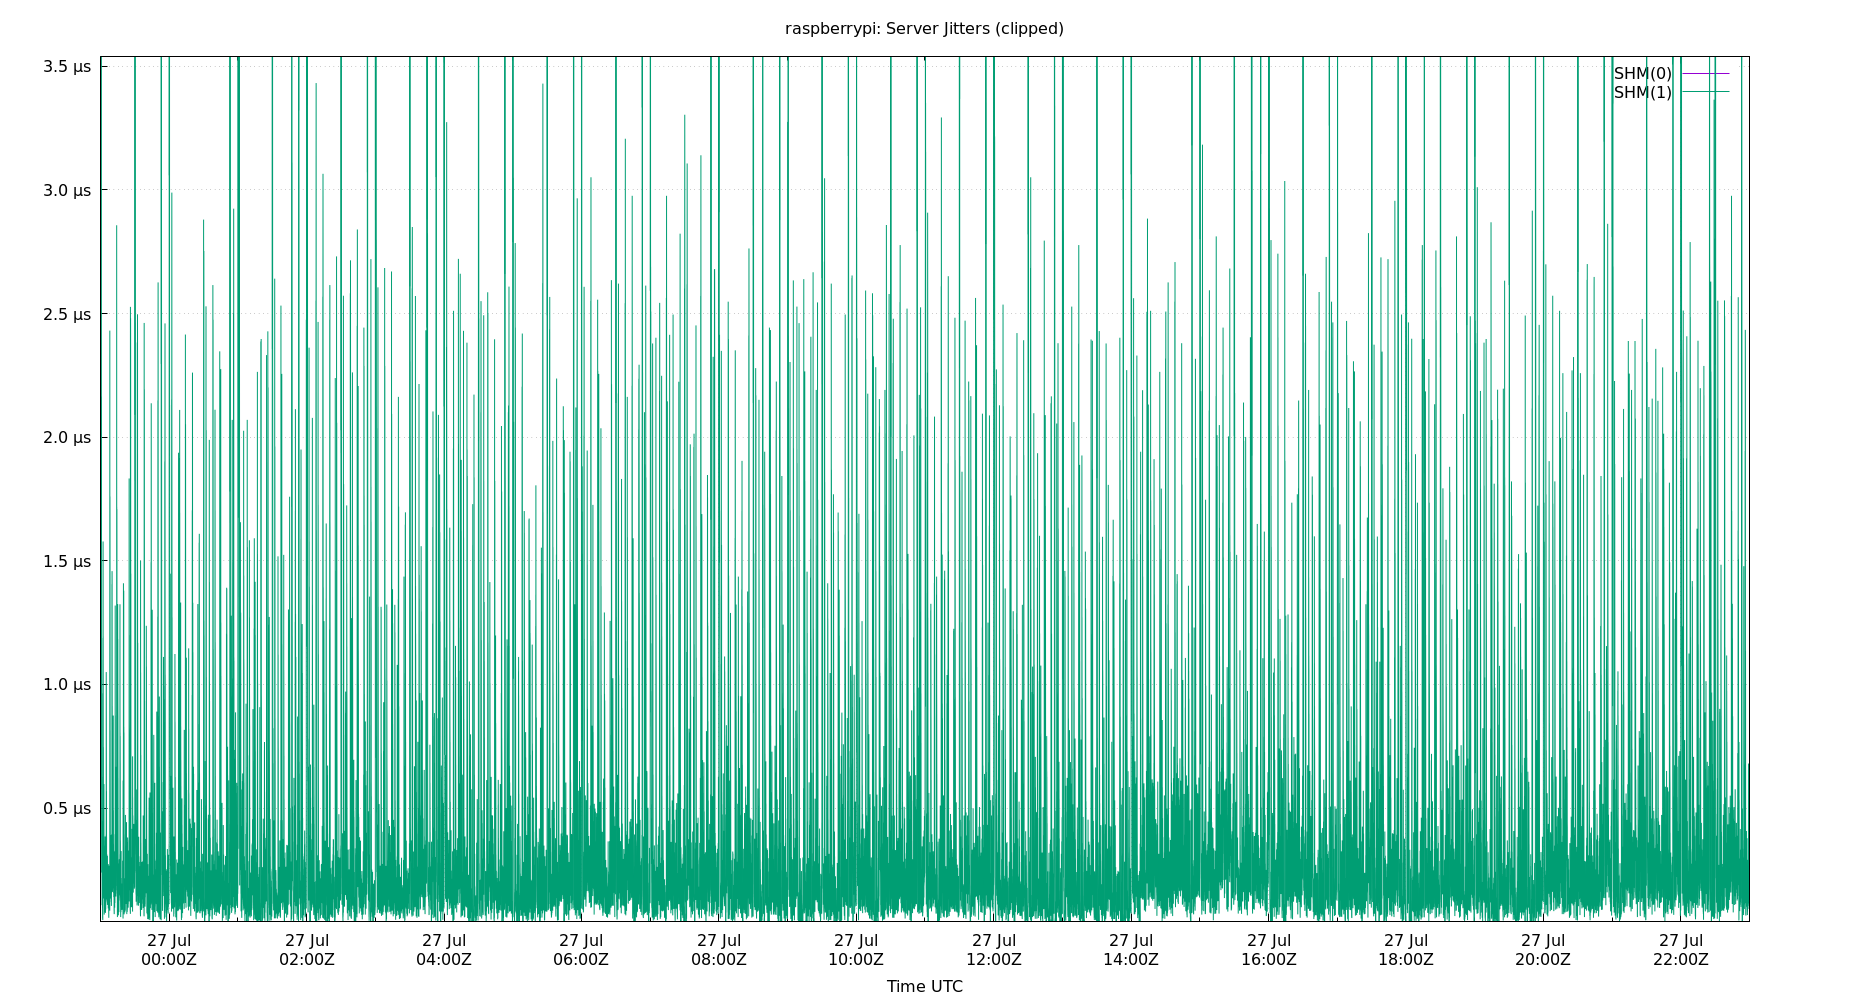 raspberrypi: Server Jitters (clipped)
3.5 μs
SHM(0)
SHM(1)
3.0 μs
2.5 μs
2.0 μs
1.5 μs
1.0 μs
0.5 μs
27 Jul 27 Jul 27 Jul 27 Jul 27 Jul 27 Jul 27 Jul 27 Jul 27 Jul 27 Jul 27 Jul 27 Jul
00:00Z 02:00Z 04:00Z 06:00Z 08:00Z 10:00Z 12:00Z 14:00Z 16:00Z 18:00Z 20:00Z 22:00Z
Time UTC